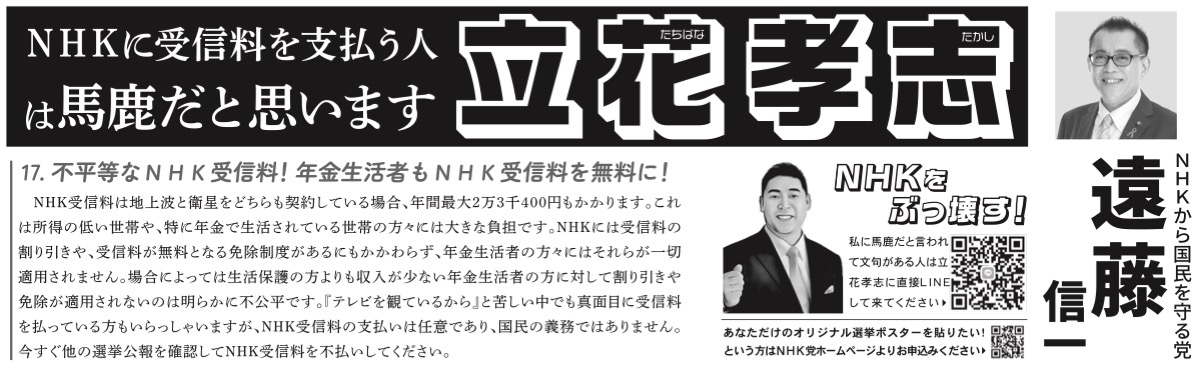 NHKに受信料を支払う人
は馬鹿だと思います
立花孝志
たちばな
たかし
17. 不平等なNHK受信料！年金生活者もNHK受信料を無料に！
NHK受信料は地上波と衛星をどちらも契約している場合、年間最大2万3千400円もかかります。これ
は所得の低い世帯や、特に年金で生活されている世帯の方々には大きな負担です。NHKには受信料の
割り引きや、受信料が無料となる免除制度があるにもかかわらず、年金生活者の方々にはそれらが一切
適用されません。場合によっては生活保護の方よりも収入が少ない年金生活者の方に対して割り引きや
免除が適用されないのは明らかに不公平です。『テレビを観ているから』と苦しい中でも真面目に受信料
を払っている方もいらっしゃいますが、NHK受信料の支払いは任意であり、国民の義務ではありません。
今すぐ他の選挙公報を確認してNHK受信料を不払いしてください。
NHKを
ぶっ壊す！
私に馬鹿だと言われ
て文句がある人は立
花孝志に直接LINE
して来てください▶
LINE
あなただけのオリジナル選挙ポスターを貼りたい！
という方はNHK党ホームページよりお申込みください▶
NHKから国民を守る党
遠藤
信一